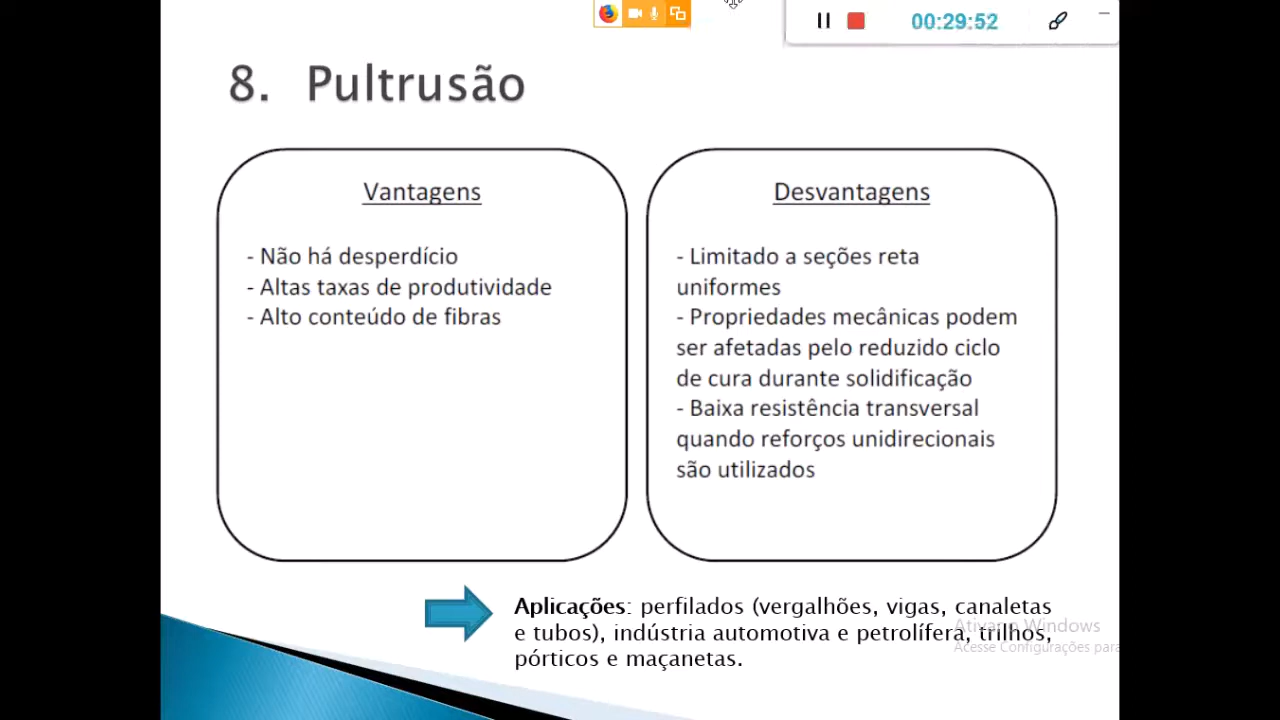 00:29:52
8. Pultrusão
Vantagens
- Não há desperdício
- Altas taxas de produtividade
- Alto conteúdo de fibras
Desvantagens
- Limitado a seções reta
uniformes
- Propriedades mecânicas podem
ser afetadas pelo reduzido ciclo
de cura durante solidificação
- Baixa resistência transversal
quando reforços unidirecionais
são utilizados
Aplicações: perfilados (vergalhões, vigas, canaletas
e tubos), indústria automotiva e petrolífera, trilhos,
pórticos e maçanetas.
Ativar o Windows
Acesse Configurações para